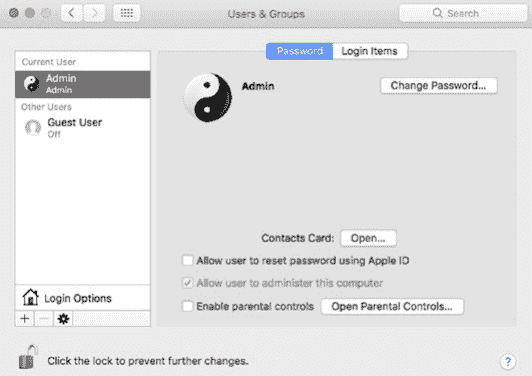 Users & Groups
Search
Password
Login Items
Current User
Admin
Admin
Other Users
Guest User
Off
Admin
Change Password...
Contacts Card:
Open...
Allow user to reset password using Apple ID
Allow user to administer this computer
Enable parental controls
Open Parental Controls...
Login Options
+ −
Click the lock to prevent further changes.
?